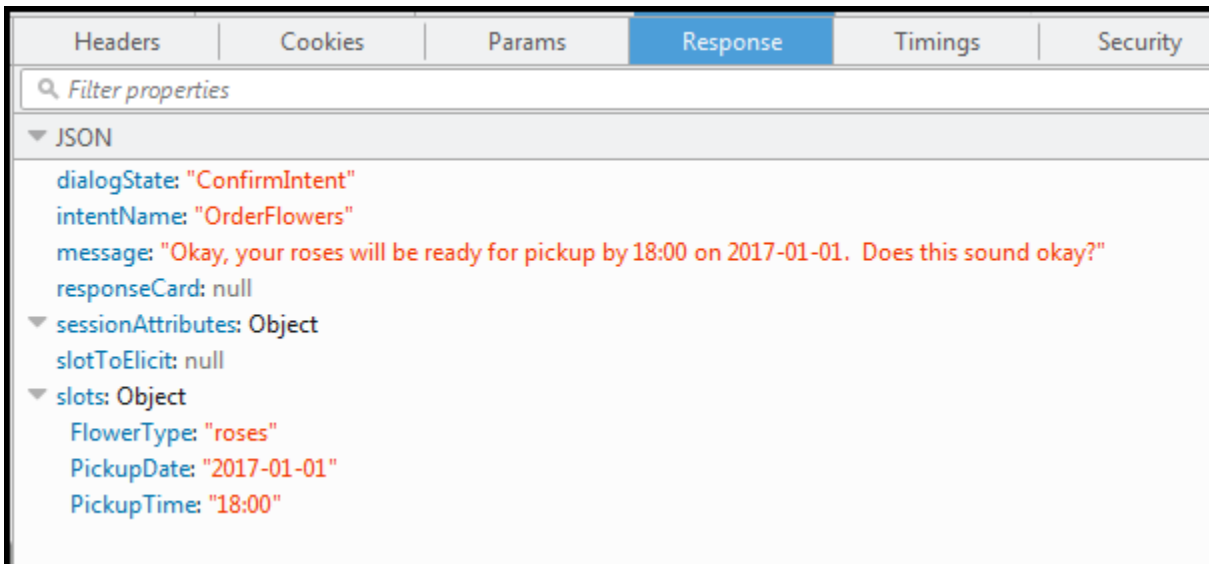 Headers Cookies Params Response Timings Security
Filter properties
JSON
dialogState: "ConfirmIntent"
intentName: "OrderFlowers"
message: "Okay, your roses will be ready for pickup by 18:00 on 2017-01-01.  Does this sound okay?"
responseCard: null
sessionAttributes: Object
slotToElicit: null
slots: Object
FlowerType: "roses"
PickupDate: "2017-01-01"
PickupTime: "18:00"